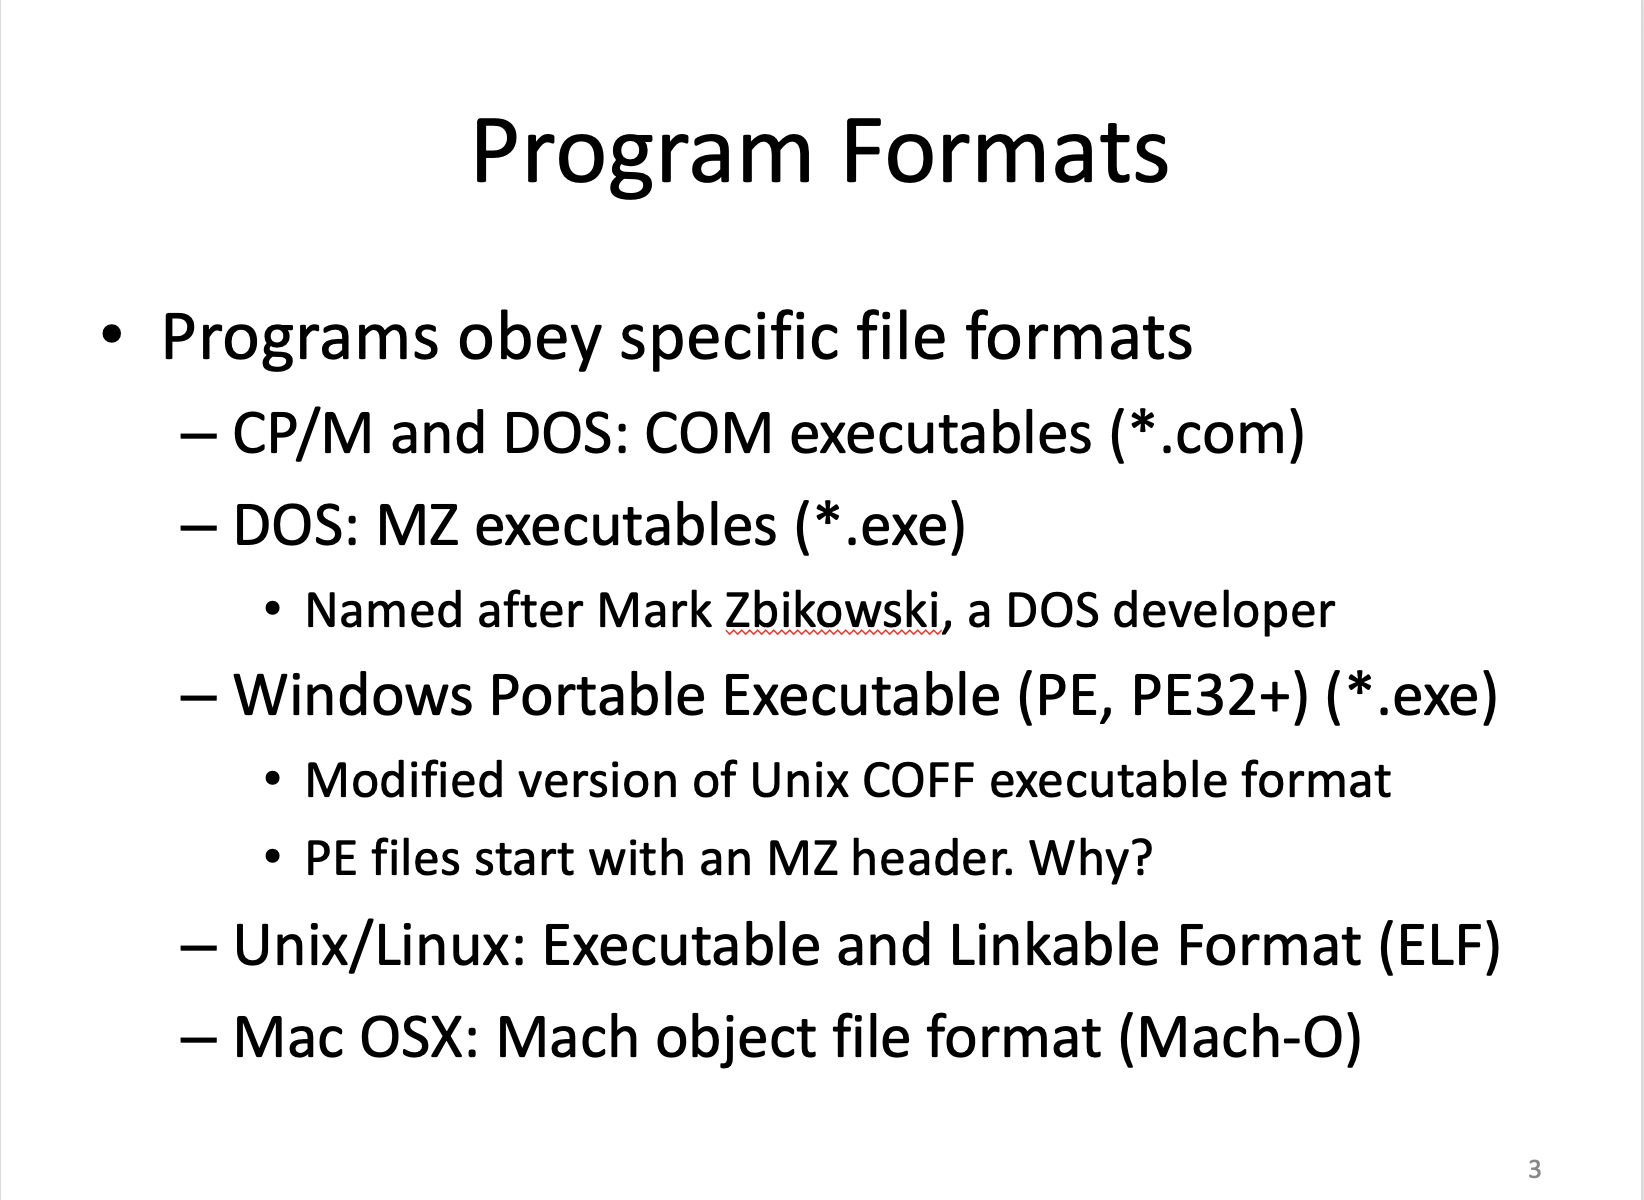 Program Formats
• Programs obey specific file formats
– CP/M and DOS: COM executables (*.com)
– DOS: MZ executables (*.exe)
• Named after Mark Zbikowski, a DOS developer
– Windows Portable Executable (PE, PE32+) (*.exe)
• Modified version of Unix COFF executable format
• PE files start with an MZ header. Why?
– Unix/Linux: Executable and Linkable Format (ELF)
– Mac OSX: Mach object file format (Mach-O)
3